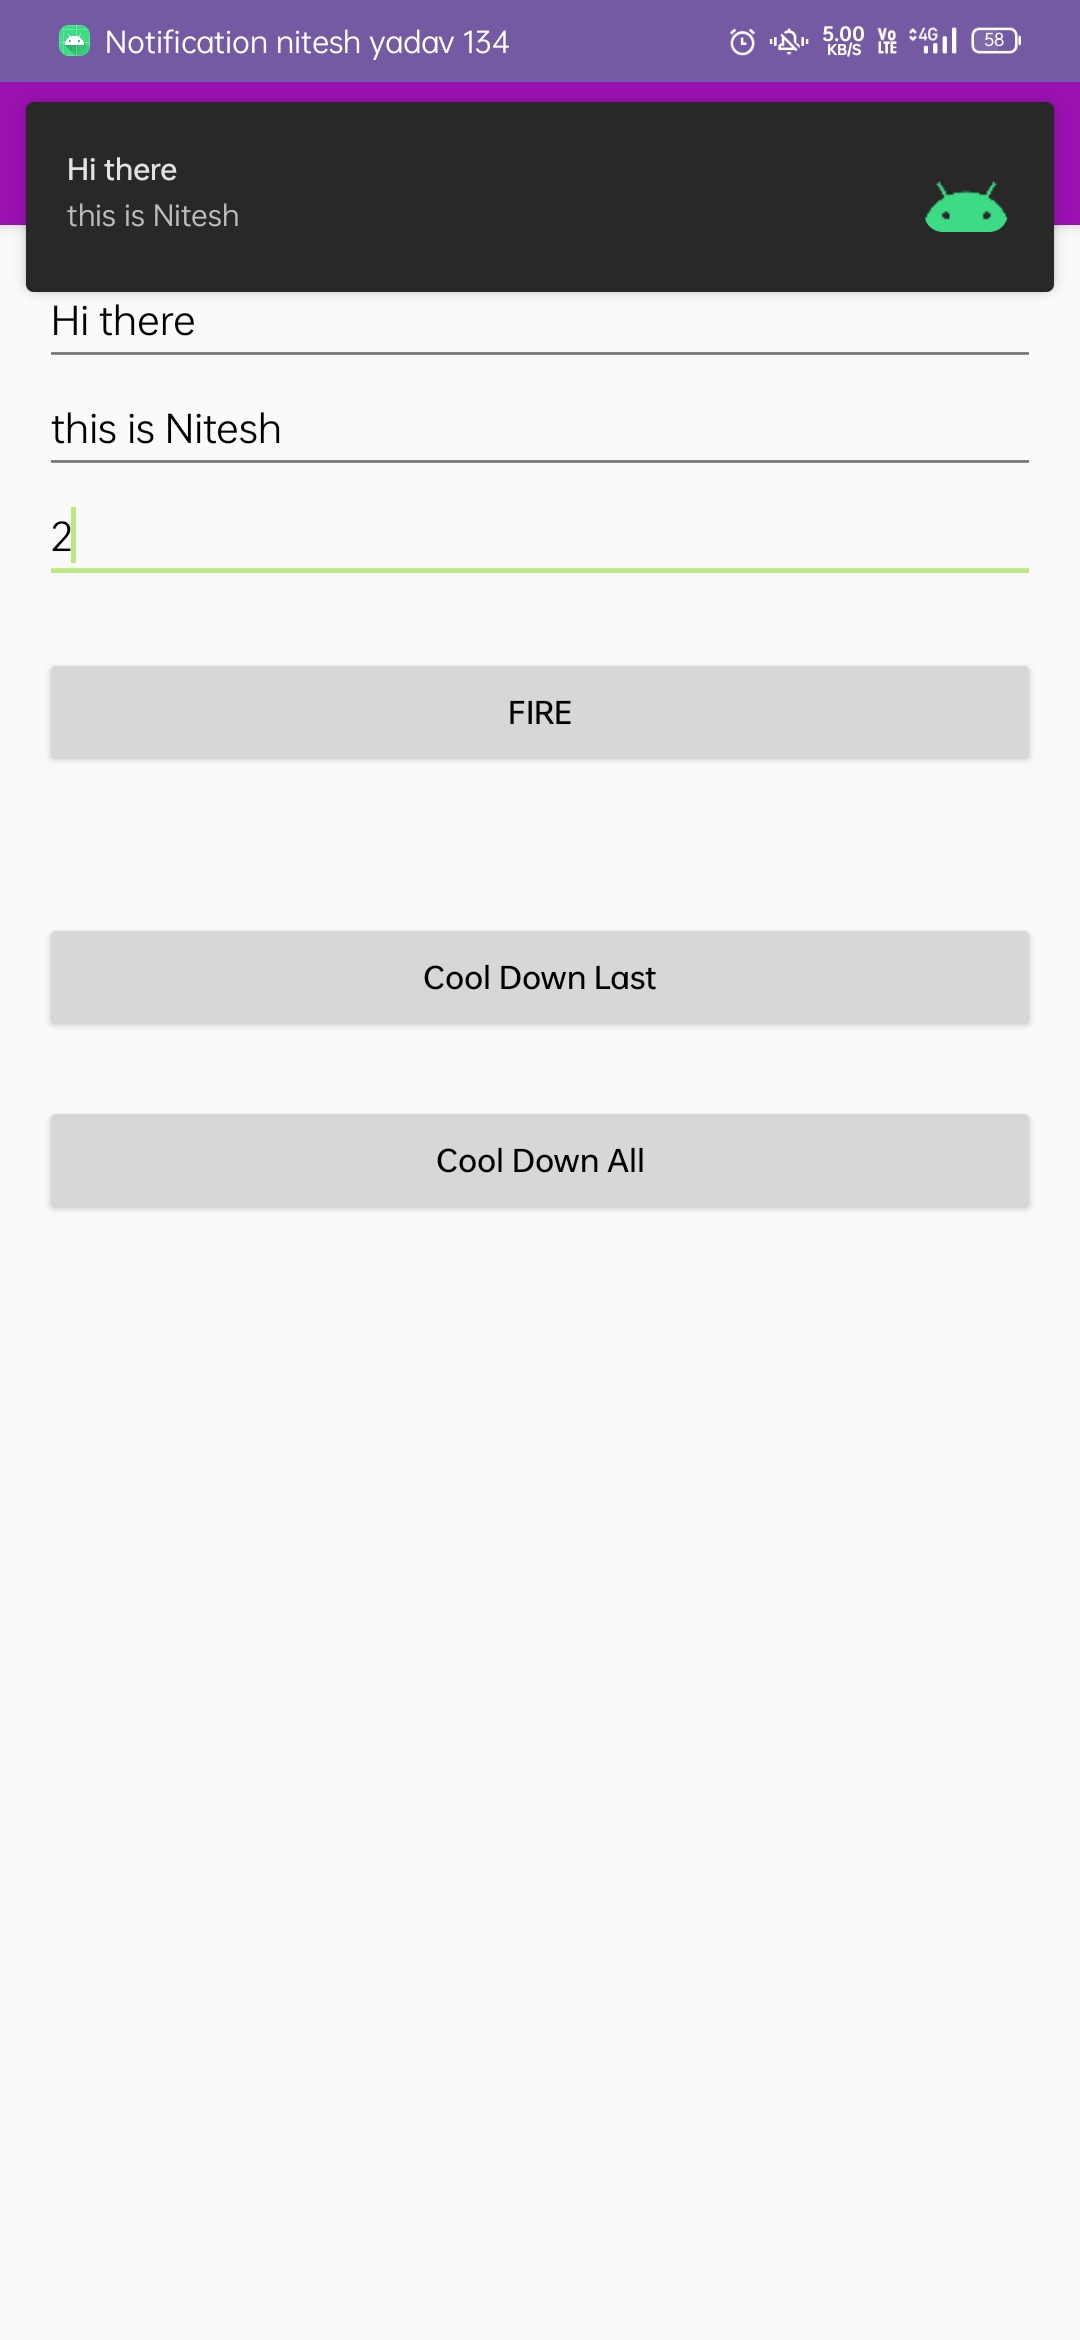 Notification nitesh yadav 134
5.00
KB/S
Vo
LTE
4G
58
Hi there
this is Nitesh
Hi there
this is Nitesh
2
FIRE
Cool Down Last
Cool Down All